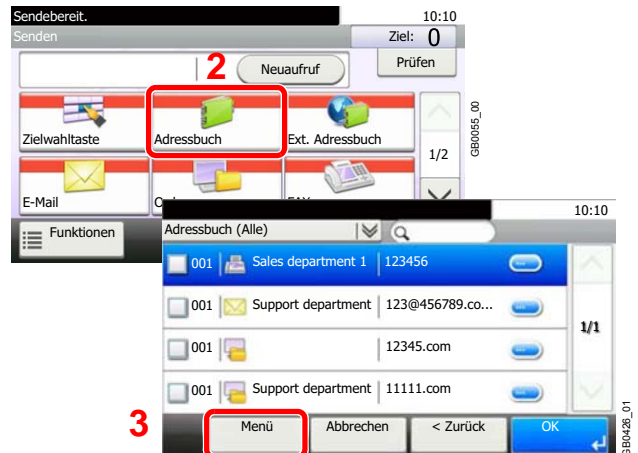 Sendebereit.
10:10
Senden
Ziel: 0
2
Neuaufruf
Prüfen
Zielwahltaste
Adressbuch
Ext. Adressbuch
1/2
E-Mail
Funktionen
GB0055_00
10:10
Adressbuch (Alle)
001 Sales department 1 123456
001 Support department 123@456789.co...
001 12345.com
001 Support department 11111.com
1/1
3
Menü
Abbrechen
< Zurück
OK
GB0426_01